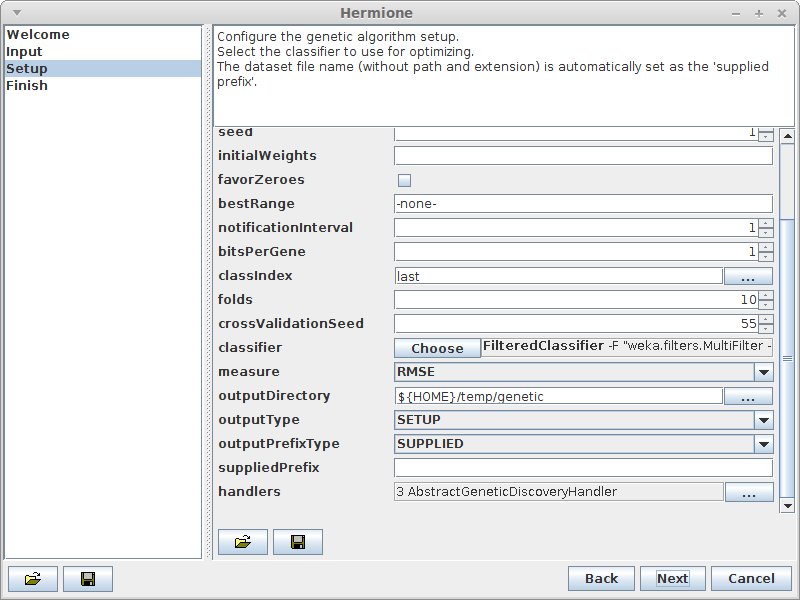 Hermione
Welcome
Input
Setup
Finish
Configure the genetic algorithm setup.
Select the classifier to use for optimizing.
The dataset file name (without path and extension) is automatically set as the 'supplied
prefix'.
seed 1
initialWeights
favorZeroes
bestRange -none-
notificationInterval 1
bitsPerGene 1
classIndex last ...
folds 10
crossValidationSeed 55
classifier Choose FilteredClassifier -F "weka.filters.MultiFilter -
measure RMSE
outputDirectory ${HOME}/temp/genetic ...
outputType SETUP
outputPrefixType SUPPLIED
suppliedPrefix
handlers 3 AbstractGeneticDiscoveryHandler ...
Back Next Cancel